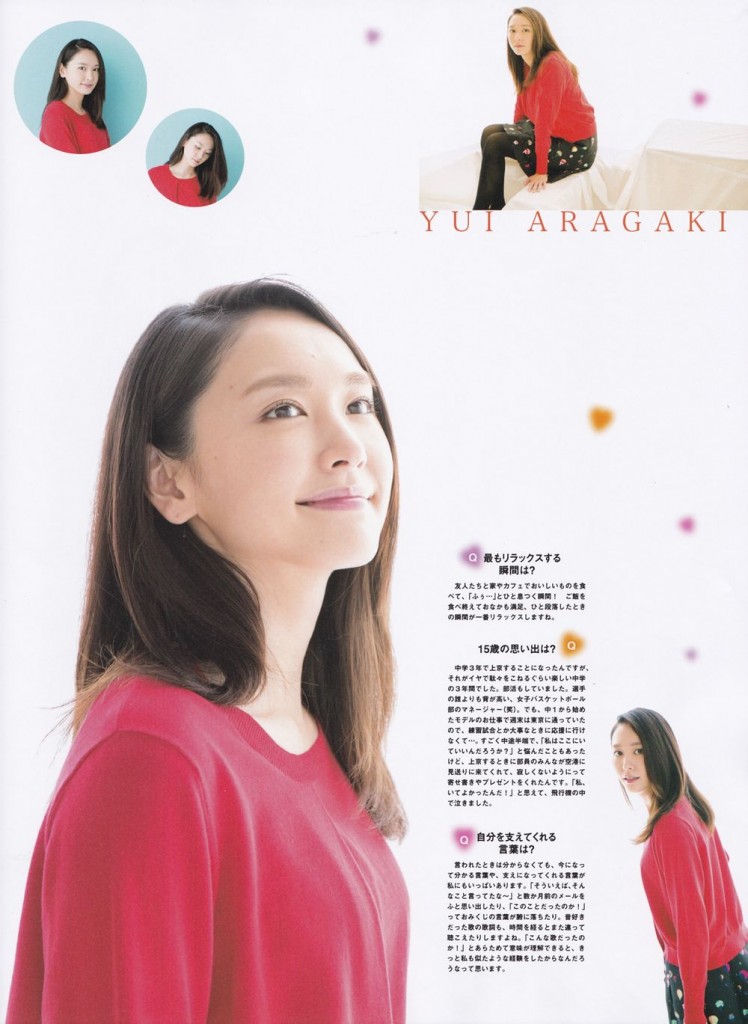 YUI ARAGAKI
Q 最もリラックスする
瞬間は?
友人たちと家やカフェでおいしいものを食
べて、「ふぅ…」とひと息つく瞬間! ご飯を
食べ終えておなかも満足、ひと段落したとき
の瞬間が一番リラックスしますね。
15歳の思い出は? Q
中学3年で上京することになったんですが、
それがイヤで駄々をこねるぐらい楽しい中学
の3年間でした。部活もしていました。選手
の誰よりも背が高い、女子バスケットボール
部のマネージャー(笑)。でも、中1から始め
たモデルのお仕事で週末は東京に通っていた
ので、練習試合とか大事なときに応援に行け
なくて…。すごく中途半端で、「私はここにい
ていいんだろうか?」と悩んだこともあった
けど、上京するときに部員のみんなが空港に
見送りに来てくれて、寂しくないようにって
寄せ書きやプレゼントをくれたんです。「私、
いてよかったんだ!」と思えて、飛行機の中
で泣きました。
Q 自分を支えてくれる
言葉は?
言われたときは分からなくても、今になっ
て分かる言葉や、支えになってくれる言葉が
私にもいっぱいあります。「そういえば、そん
なこと言ってたな〜」と数か月前のメールを
ふと思い出したり、「このことだったのか!」
っておみくじの言葉が腑に落ちたり。昔好き
だった歌の歌詞も、時間を経るとまた違って
聴こえたりしますよね。「こんな歌だったの
か!」とあらためて意味が理解できると、き
っと私も似たような経験をしたからなんだろ
うなって思います。